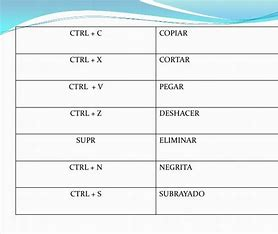 CTRL + C COPIAR
CTRL + X CORTAR
CTRL + V PEGAR
CTRL + Z DESHACER
SUPR ELIMINAR
CTRL + N NEGRITA
CTRL + S SUBRAYADO